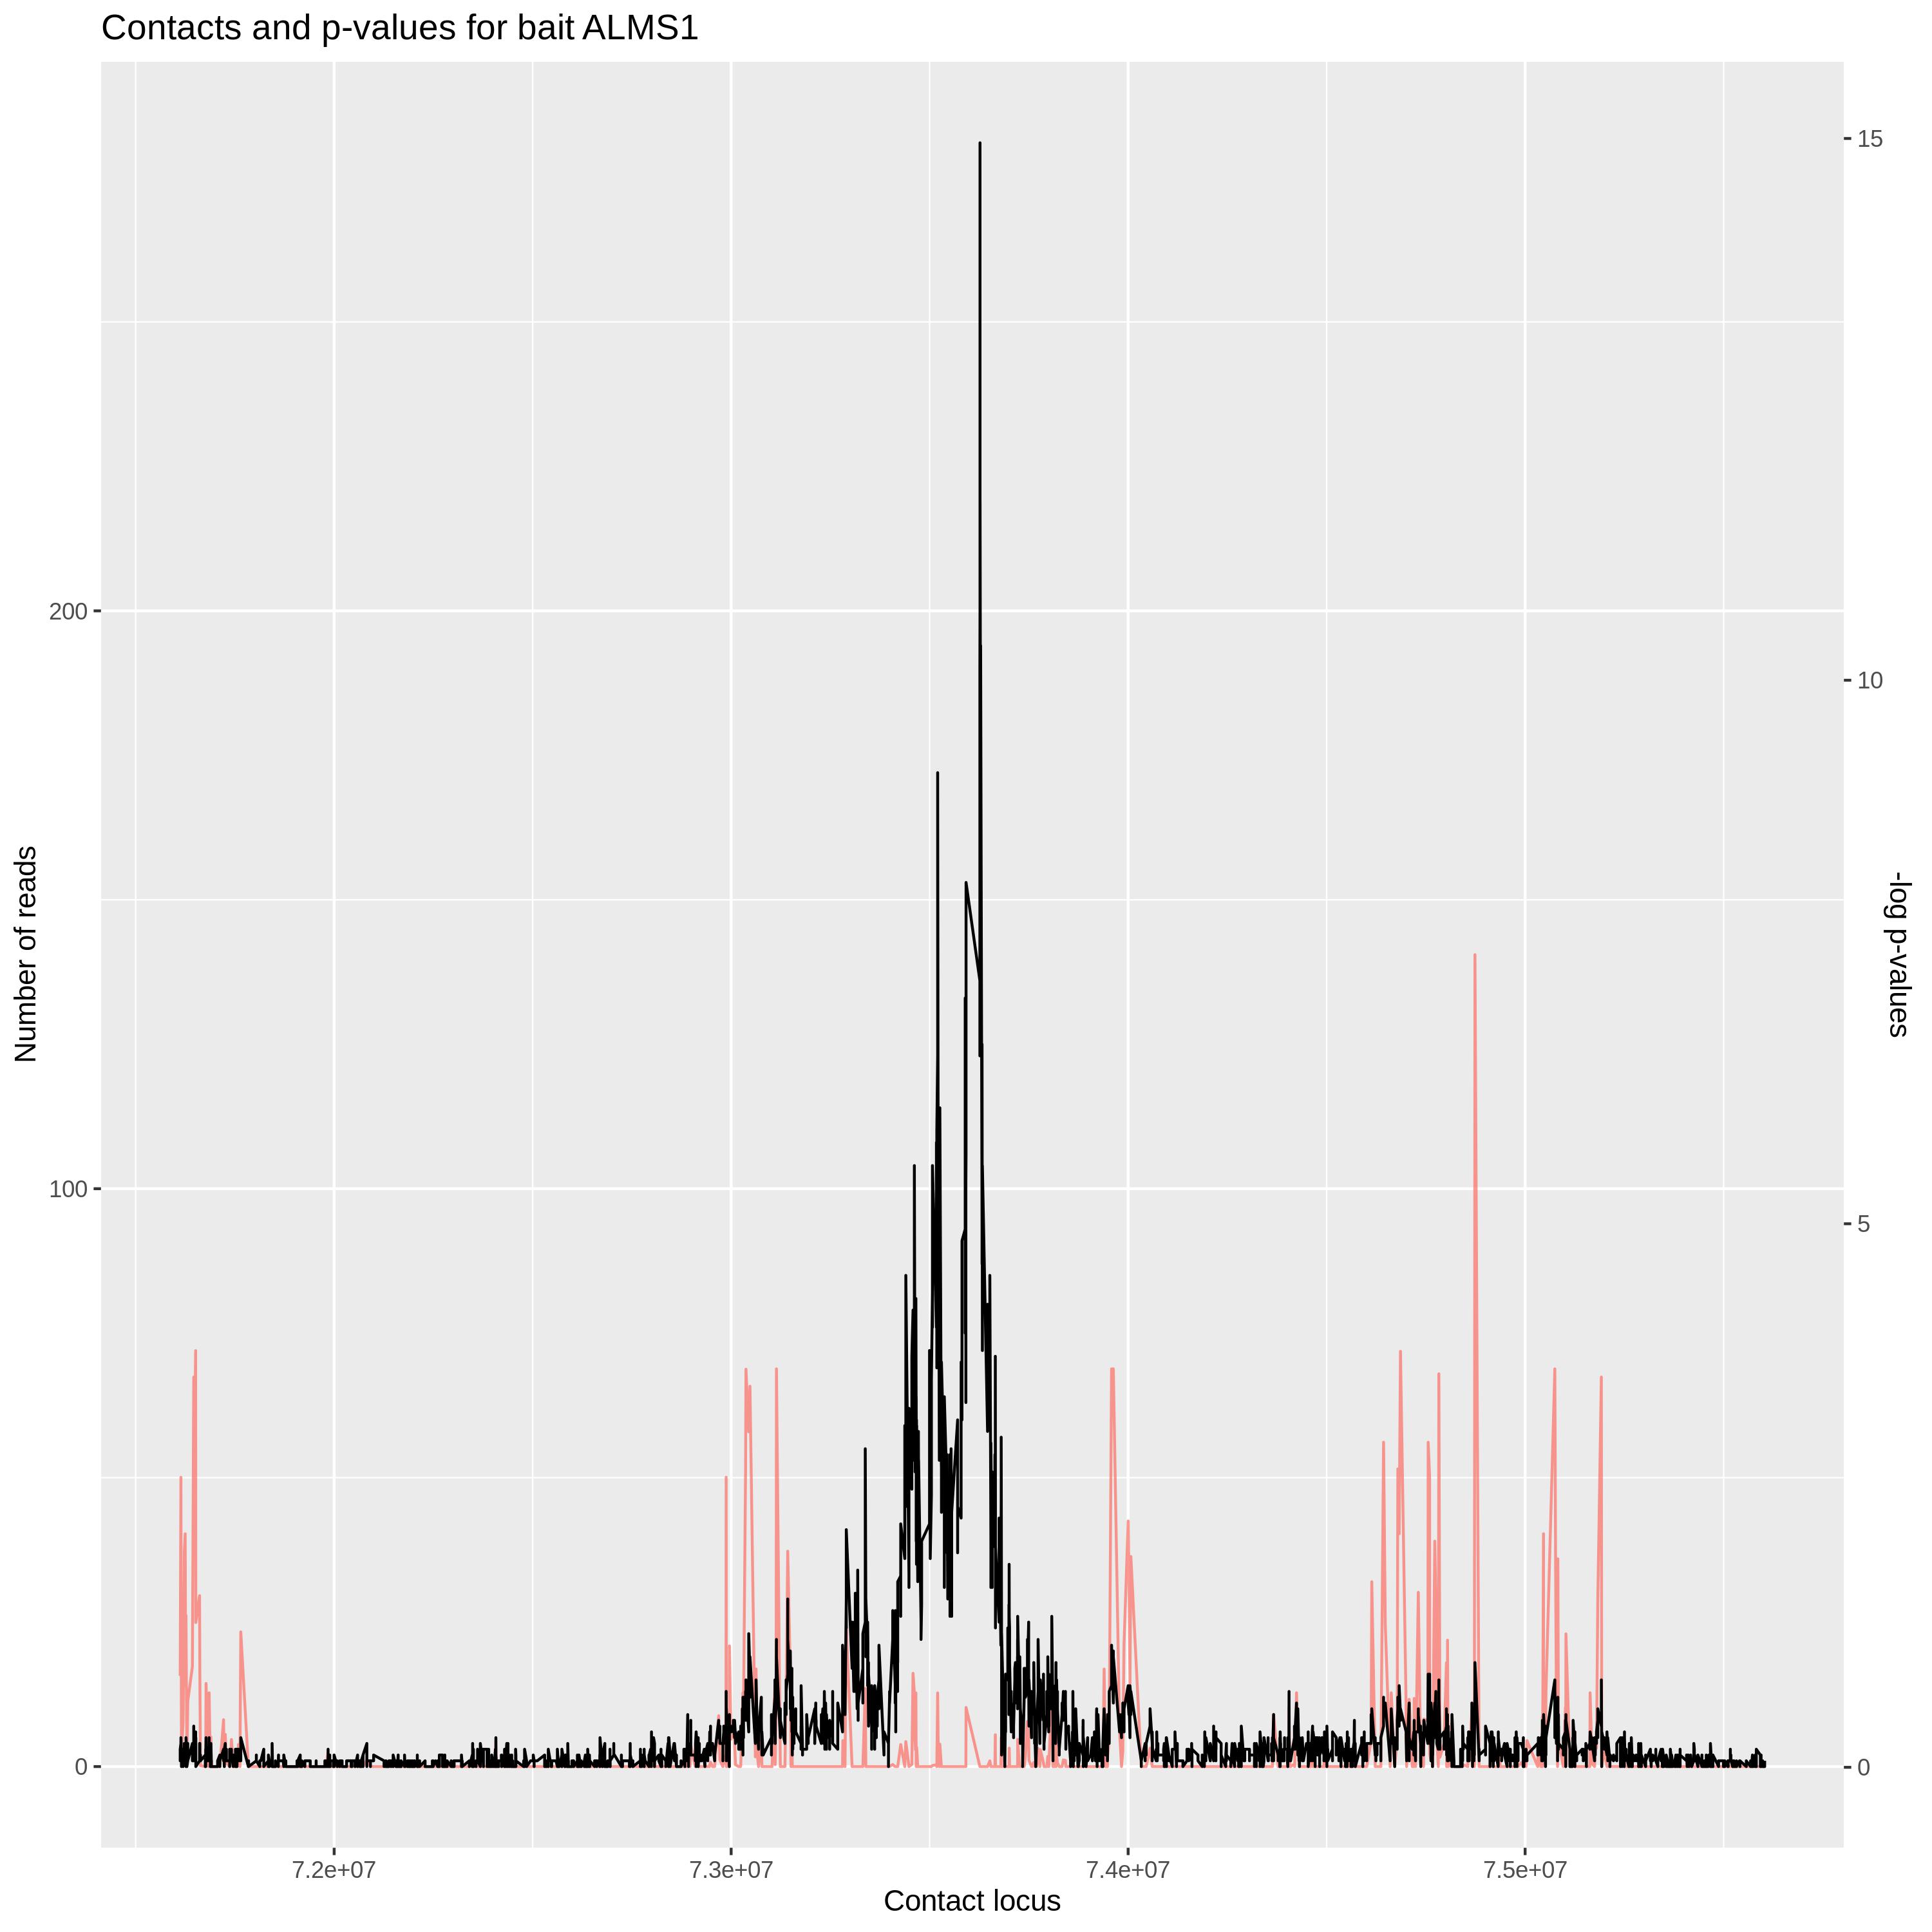 Contacts and p-values for bait ALMS1
15
200
10
Number of reads
-log p-values
100
5
0
0
7.2e+07
7.3e+07
7.4e+07
7.5e+07
Contact locus